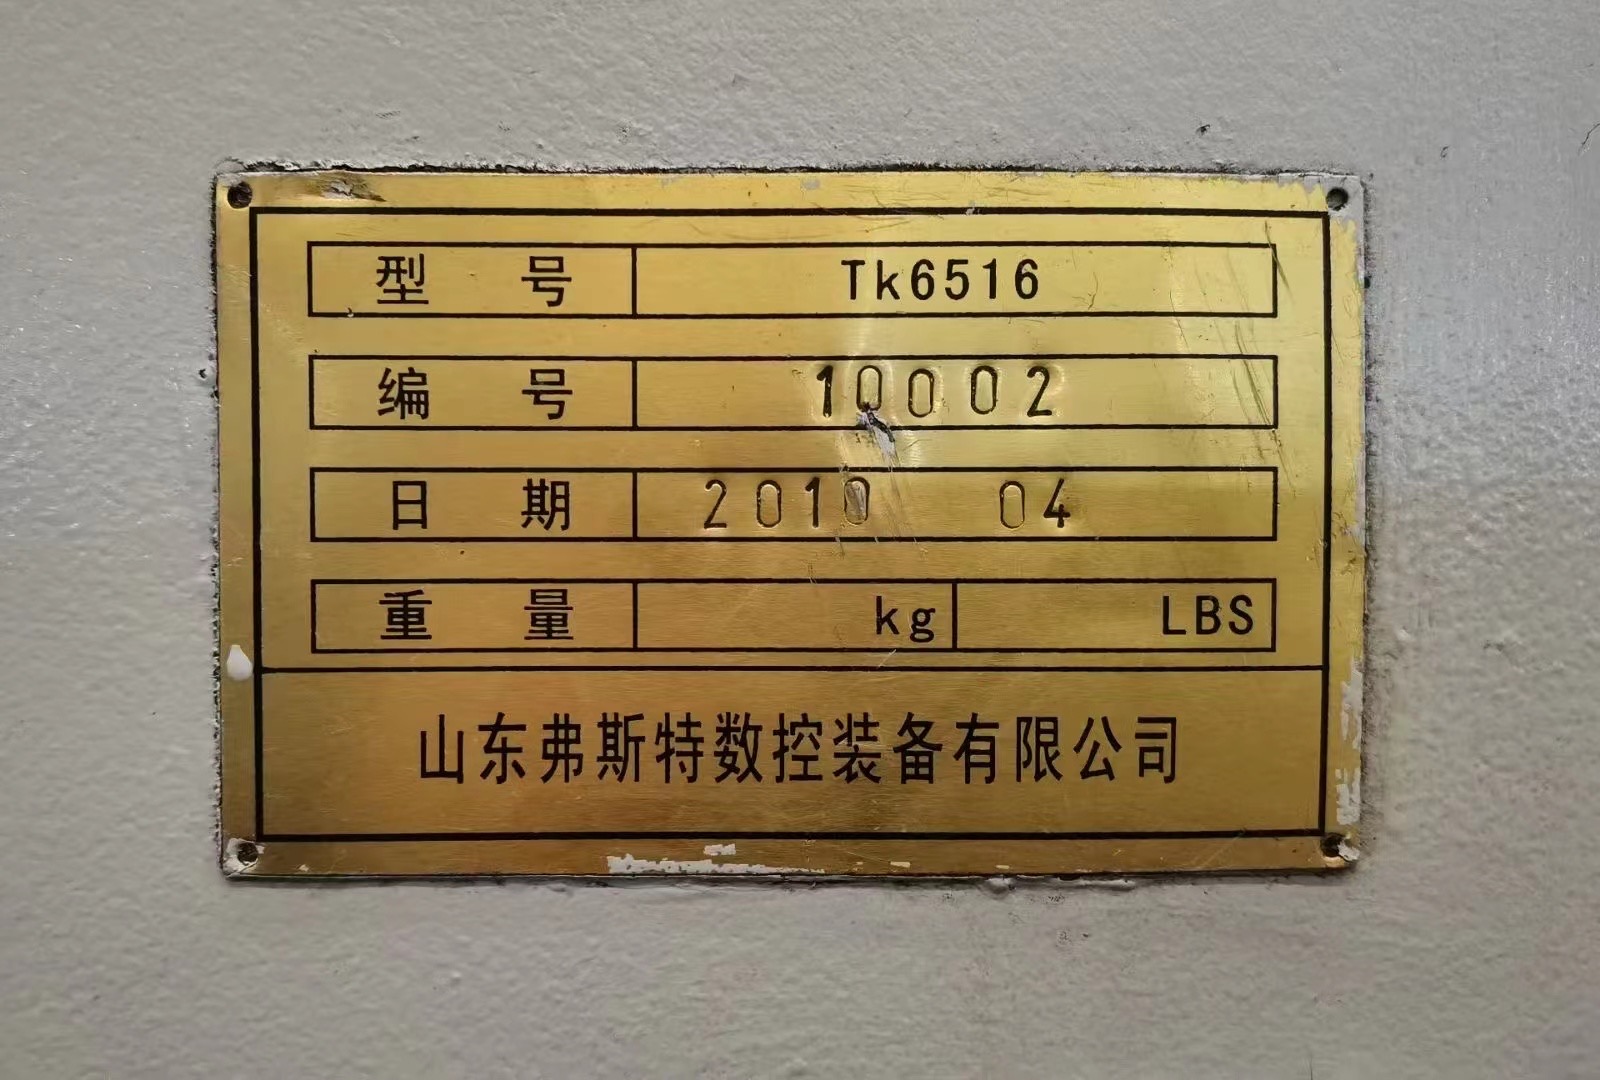 型号 Tk6516
编号 10002
日期 2010 04
重量 kg LBS
山东弗斯特数控装备有限公司